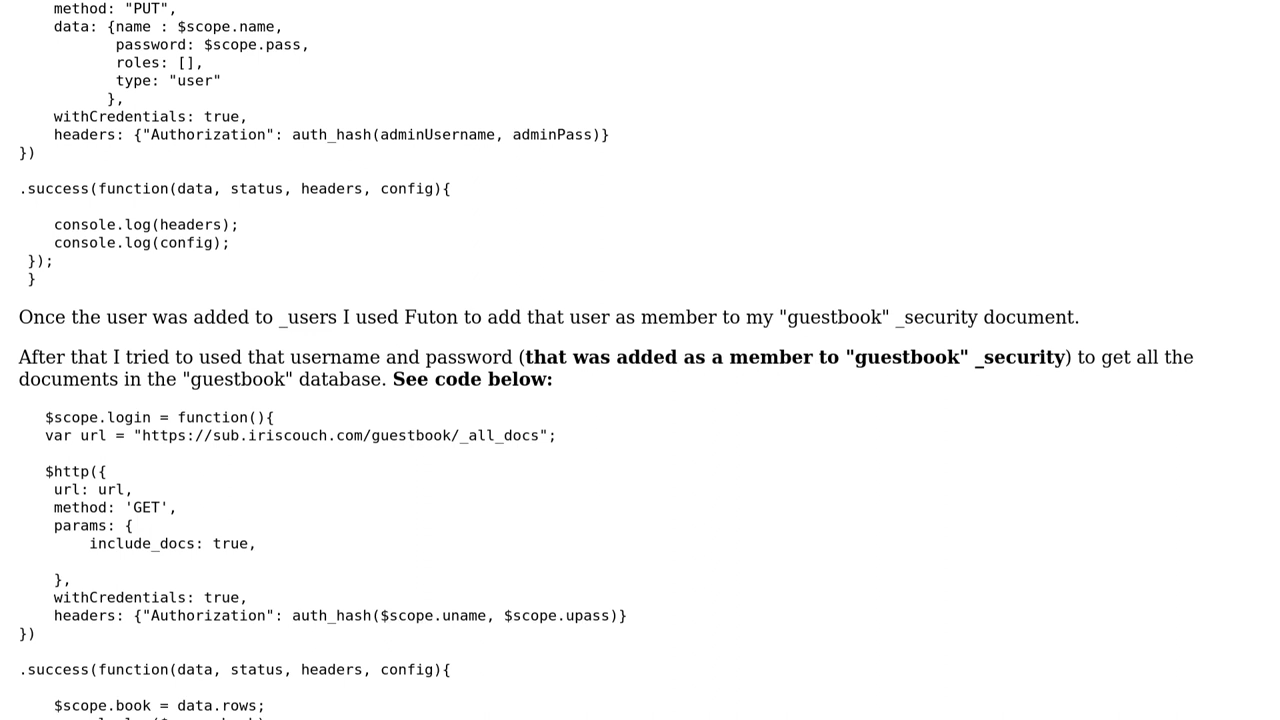 method: "PUT",
data: {name : $scope.name,
password: $scope.pass,
roles: [],
type: "user"
},
withCredentials: true,
headers: {"Authorization": auth_hash(adminUsername, adminPass)}
})
.success(function(data, status, headers, config){
console.log(headers);
console.log(config);
});
}
Once the user was added to _users I used Futon to add that user as member to my "guestbook" _security document.
After that I tried to used that username and password (that was added as a member to "guestbook" _security) to get all the
documents in the "guestbook" database. See code below:
$scope.login = function(){
var url = "https://sub.iriscouch.com/guestbook/_all_docs";
$http({
url: url,
method: 'GET',
params: {
include_docs: true,
},
withCredentials: true,
headers: {"Authorization": auth_hash($scope.uname, $scope.upass)}
})
.success(function(data, status, headers, config){
$scope.book = data.rows;